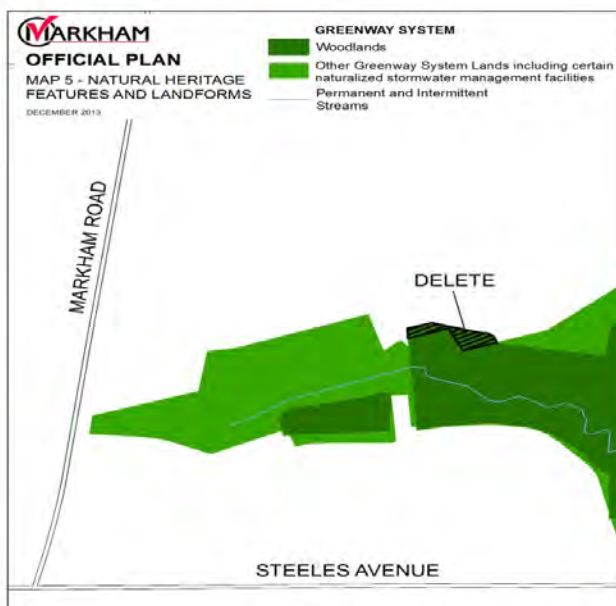 MARKHAM
OFFICIAL PLAN
MAP 5 - NATURAL HERITAGE
FEATURES AND LANDFORMS
DECEMBER 2013
GREENWAY SYSTEM
Woodlands
Other Greenway System Lands including certain
naturalized stormwater management facilities
Permanent and Intermittent
Streams
MARKHAM ROAD
DELETE
STEELES AVENUE